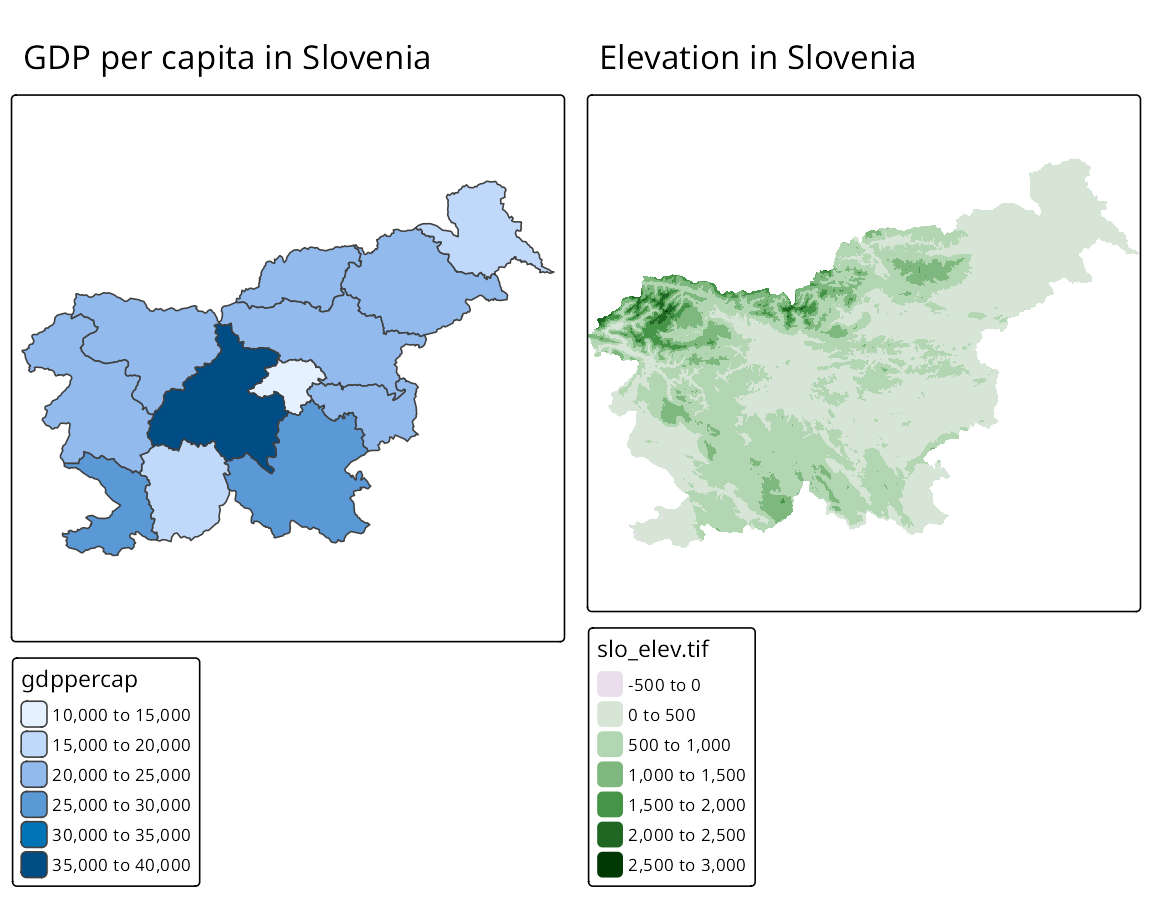 GDP per capita in Slovenia
gdppercap
10,000 to 15,000
15,000 to 20,000
20,000 to 25,000
25,000 to 30,000
30,000 to 35,000
35,000 to 40,000
Elevation in Slovenia
slo_elev.tif
-500 to 0
0 to 500
500 to 1,000
1,000 to 1,500
1,500 to 2,000
2,000 to 2,500
2,500 to 3,000